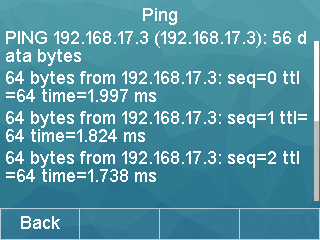 Ping
PING 192.168.17.3 (192.168.17.3): 56 d
ata bytes
64 bytes from 192.168.17.3: seq=0 ttl
=64 time=1.997 ms
64 bytes from 192.168.17.3: seq=1 ttl=
64 time=1.824 ms
64 bytes from 192.168.17.3: seq=2 ttl
=64 time=1.738 ms
Back